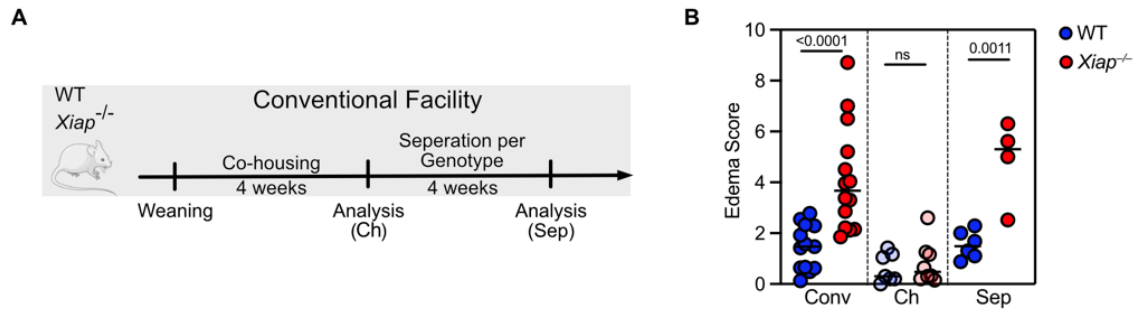 A
WT
Xiap-/-
Conventional Facility
Co-housing
4 weeks
Seperation per
Genotype
4 weeks
Weaning
Analysis
(Ch)
Analysis
(Sep)
B
Edema Score
10
8
6
4
2
0
<0.0001
ns
0.0011
Conv
Ch
Sep
WT
Xiap–/–